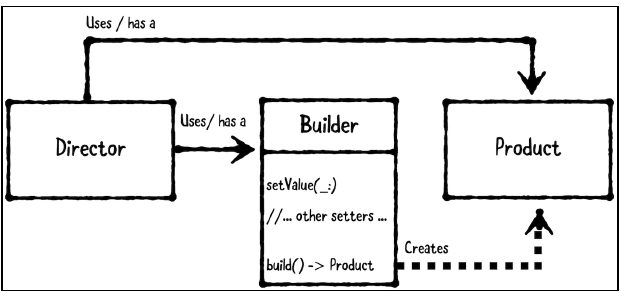 Uses / has a
Director
Uses/ has a
Builder
setValue(_:)
//... other setters ...
build() -> Product
Product
Creates